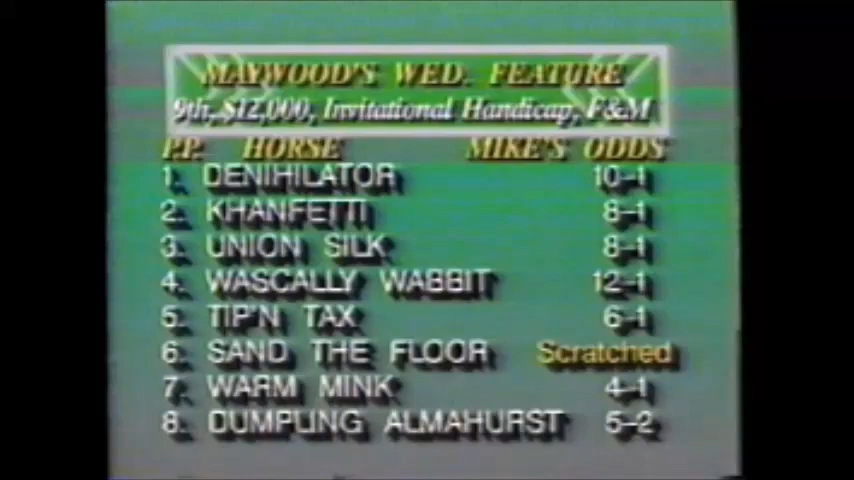 MAYWOOD'S WED. FEATURE
9th, $12,000, Invitational Handicap, F&M
P.P. HORSE MIKE'S ODDS
1. DENIHILATOR 10-1
2. KHANFETTI 8-1
3. UNION SILK 8-1
4. WASCALLY WABBIT 12-1
5. TIP'N TAX 6-1
6. SAND THE FLOOR Scratched
7. WARM MINK 4-1
8. DUMPLING ALMAHURST 5-2